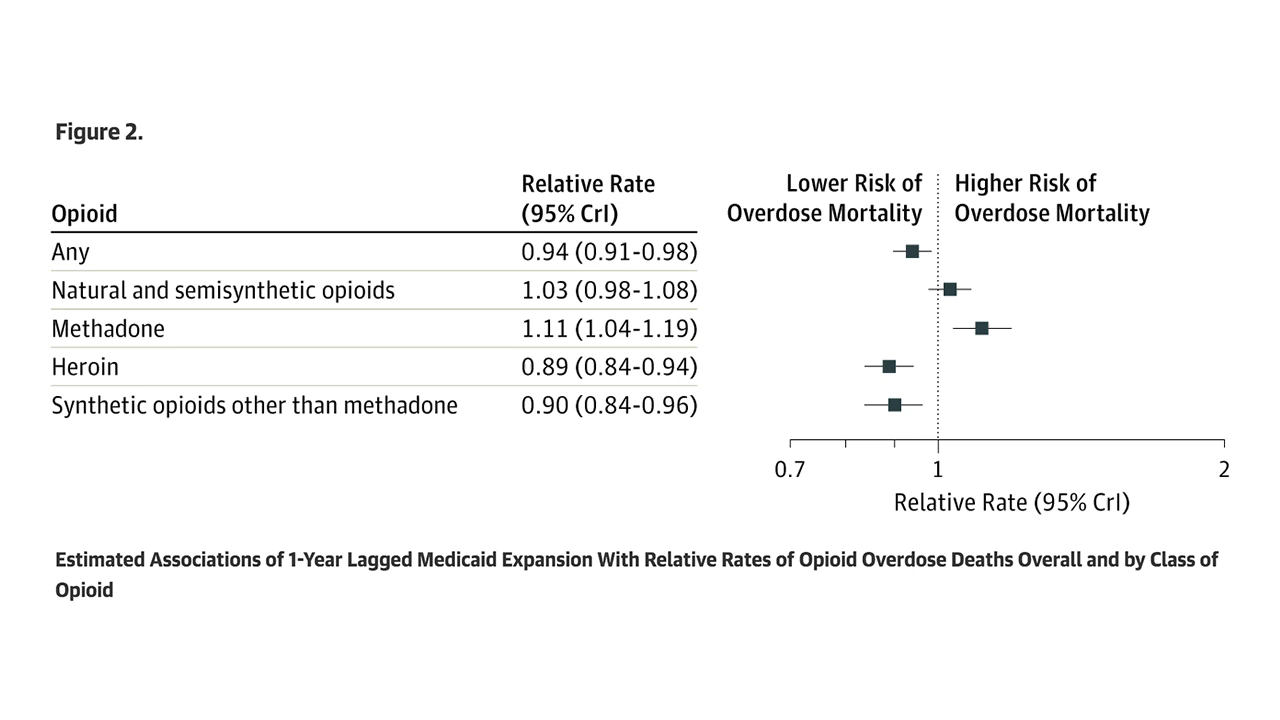 Figure 2.
Relative Rate
(95% CrI)
Opioid
Lower Risk of
Overdose Mortality
Higher Risk of
Overdose Mortality
Any 0.94 (0.91-0.98)
Natural and semisynthetic opioids 1.03 (0.98-1.08)
Methadone 1.11 (1.04-1.19)
Heroin 0.89 (0.84-0.94)
Synthetic opioids other than methadone 0.90 (0.84-0.96)
0.7 1 2
Relative Rate (95% CrI)
Estimated Associations of 1-Year Lagged Medicaid Expansion With Relative Rates of Opioid Overdose Deaths Overall and by Class of
Opioid